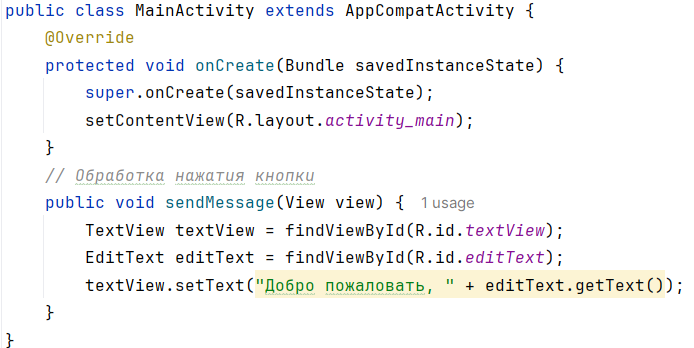 public class MainActivity extends AppCompatActivity {
    @Override
    protected void onCreate(Bundle savedInstanceState) {
        super.onCreate(savedInstanceState);
        setContentView(R.layout.activity_main);
    }
    // Обработка нажатия кнопки
    public void sendMessage(View view) { 1 usage
        TextView textView = findViewById(R.id.textView);
        EditText editText = findViewById(R.id.editText);
        textView.setText("Добро пожаловать, " + editText.getText());
    }
}